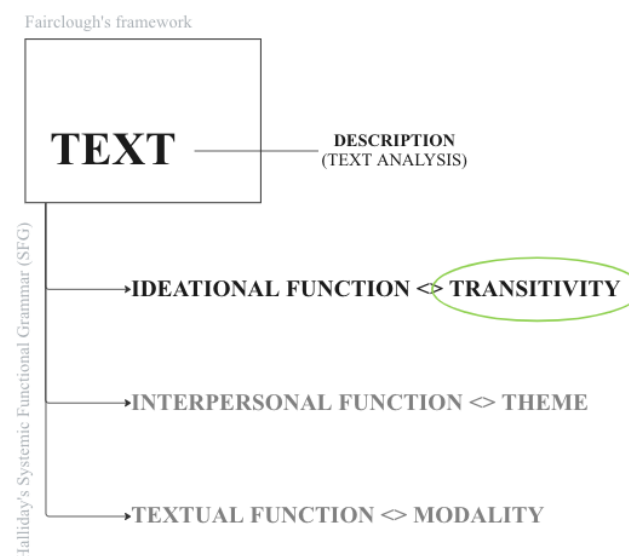 Fairclough's framework
TEXT
DESCRIPTION
(TEXT ANALYSIS)
Halliday's Systemic Functional Grammar (SFG)
IDEATIONAL FUNCTION <> TRANSITIVITY
INTERPERSONAL FUNCTION <> THEME
TEXTUAL FUNCTION <> MODALITY